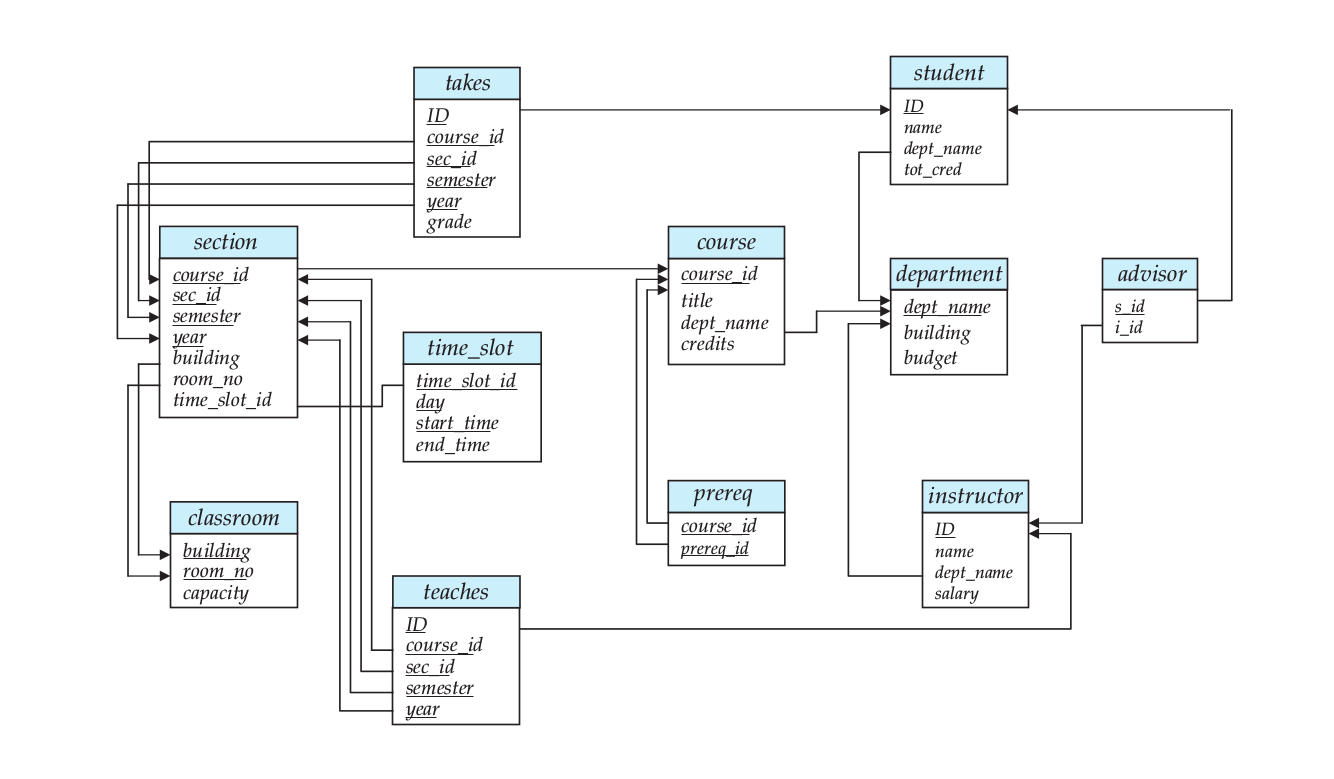 takes
ID
course_id
sec_id
semester
year
grade
student
ID
name
dept_name
tot_cred
section
course_id
sec_id
semester
year
building
room_no
time_slot_id
course
course_id
title
dept_name
credits
department
dept_name
building
budget
advisor
s_id
i_id
time_slot
time_slot_id
day
start_time
end_time
prereq
course_id
prereq_id
instructor
ID
name
dept_name
salary
classroom
building
room_no
capacity
teaches
ID
course_id
sec_id
semester
year